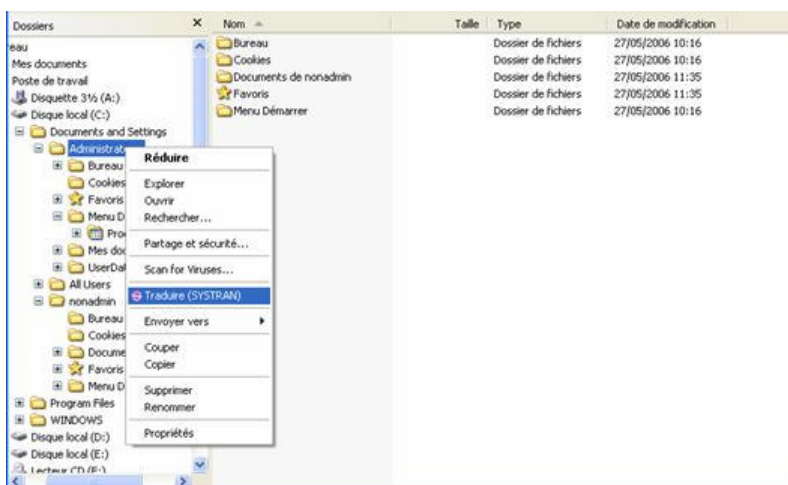 Dossiers
eau
Mes documents
Poste de travail
Disquette 3½ (A:)
Disque local (C:)
Documents and Settings
Administrat
Bureau
Cookies
Favoris
Menu D
Pro
Mes doc
UserDa
All Users
nonadmin
Bureau
Cookies
Docume
Favoris
Menu D
Program Files
WINDOWS
Disque local (D:)
Disque local (E:)
Lecteur CD (F:)
Réduire
Explorer
Ouvrir
Rechercher...
Partage et sécurité...
Scan for Viruses...
Traduire (SYSTRAN)
Envoyer vers
Couper
Copier
Supprimer
Renommer
Propriétés
Nom Taille Type Date de modification
Bureau Dossier de fichiers 27/05/2006 10:16
Cookies Dossier de fichiers 27/05/2006 10:16
Documents de nonadmin Dossier de fichiers 27/05/2006 11:35
Favoris Dossier de fichiers 27/05/2006 11:35
Menu Démarrer Dossier de fichiers 27/05/2006 10:16